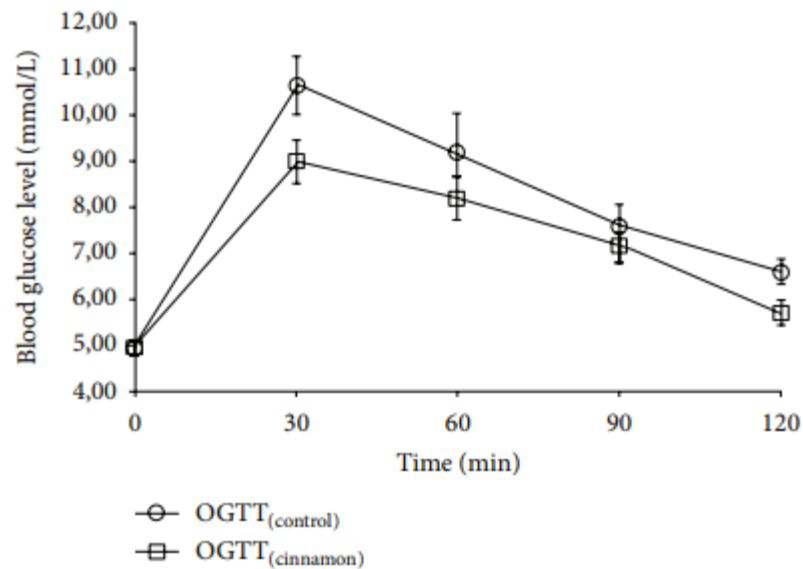 12,00
11,00
10,00
9,00
8,00
7,00
6,00
5,00
4,00
Blood glucose level (mmol/L)
0 30 60 90 120
Time (min)
OGTT(control)
OGTT(cinnamon)